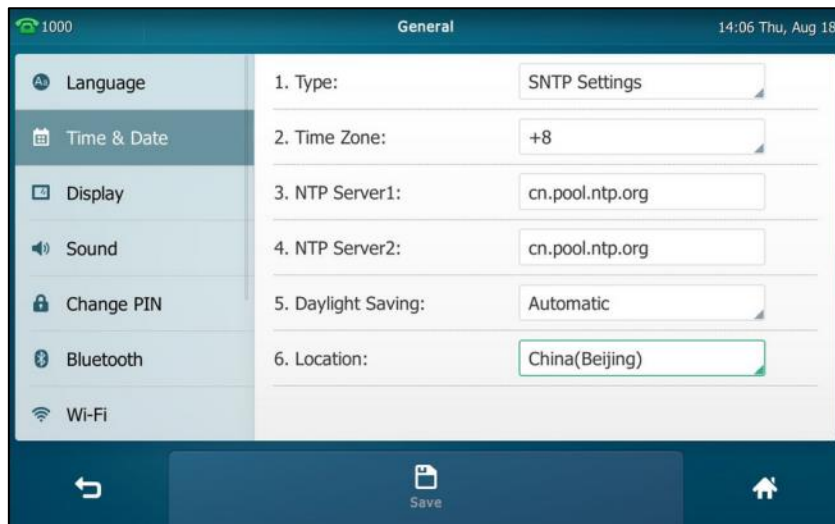 1000
General
14:06 Thu, Aug 18
Language
Time & Date
Display
Sound
Change PIN
Bluetooth
Wi-Fi
1. Type: SNTP Settings
2. Time Zone: +8
3. NTP Server1: cn.pool.ntp.org
4. NTP Server2: cn.pool.ntp.org
5. Daylight Saving: Automatic
6. Location: China(Beijing)
Save